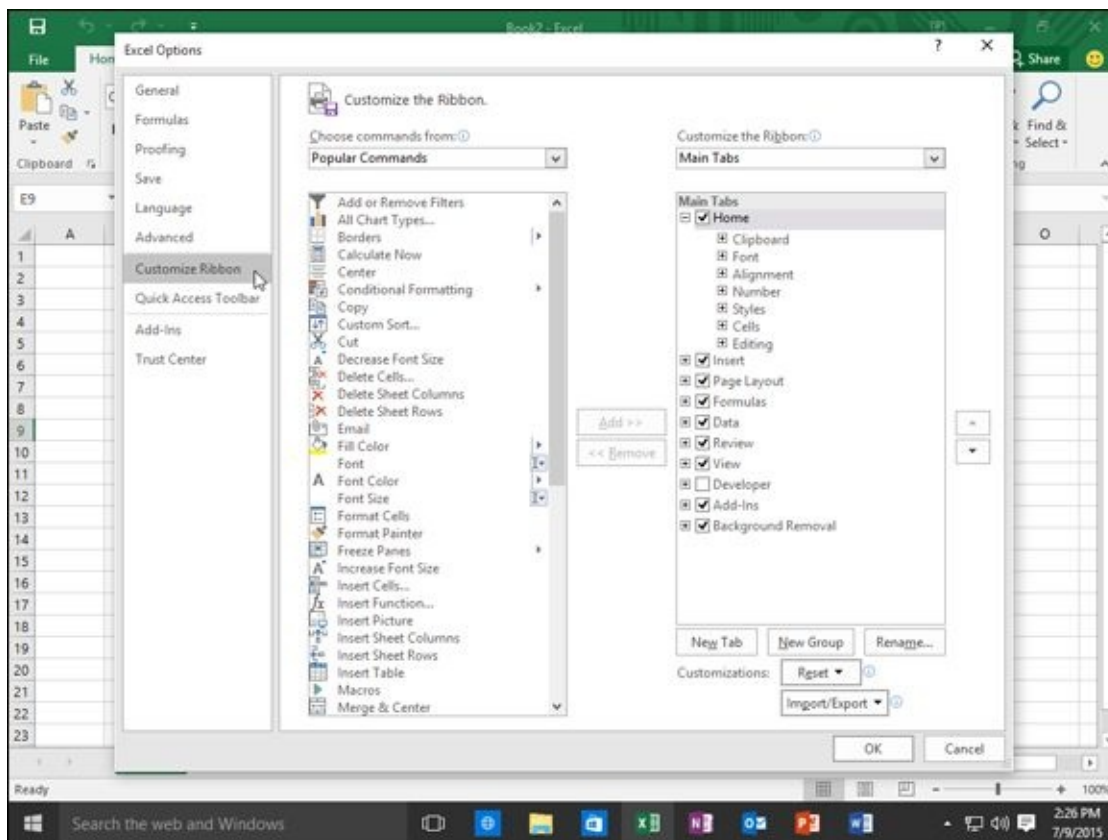 Book2 - Excel
File
Share
Paste
Find &
Select
Clipboard
E9
A
O
1
2
3
4
5
6
7
8
9
10
11
12
13
14
15
16
17
18
19
20
21
22
23
Excel Options
?
General
Formulas
Proofing
Save
Language
Advanced
Customize Ribbon
Quick Access Toolbar
Add-Ins
Trust Center
Customize the Ribbon.
Choose commands from:
Popular Commands
Add or Remove Filters
All Chart Types...
Borders
Calculate Now
Center
Conditional Formatting
Copy
Custom Sort...
Cut
Decrease Font Size
Delete Cells...
Delete Sheet Columns
Delete Sheet Rows
Email
Fill Color
Font
Font Color
Font Size
Format Cells
Format Painter
Freeze Panes
Increase Font Size
Insert Cells...
Insert Function...
Insert Picture
Insert Sheet Columns
Insert Sheet Rows
Insert Table
Macros
Merge & Center
Add >>
<< Remove
Customize the Ribbon:
Main Tabs
Main Tabs
Home
Clipboard
Font
Alignment
Number
Styles
Cells
Editing
Insert
Page Layout
Formulas
Data
Review
View
Developer
Add-Ins
Background Removal
New Tab
New Group
Rename...
Customizations:
Reset
Import/Export
OK
Cancel
Ready
100%
Search the web and Windows
2:26 PM
7/9/2015